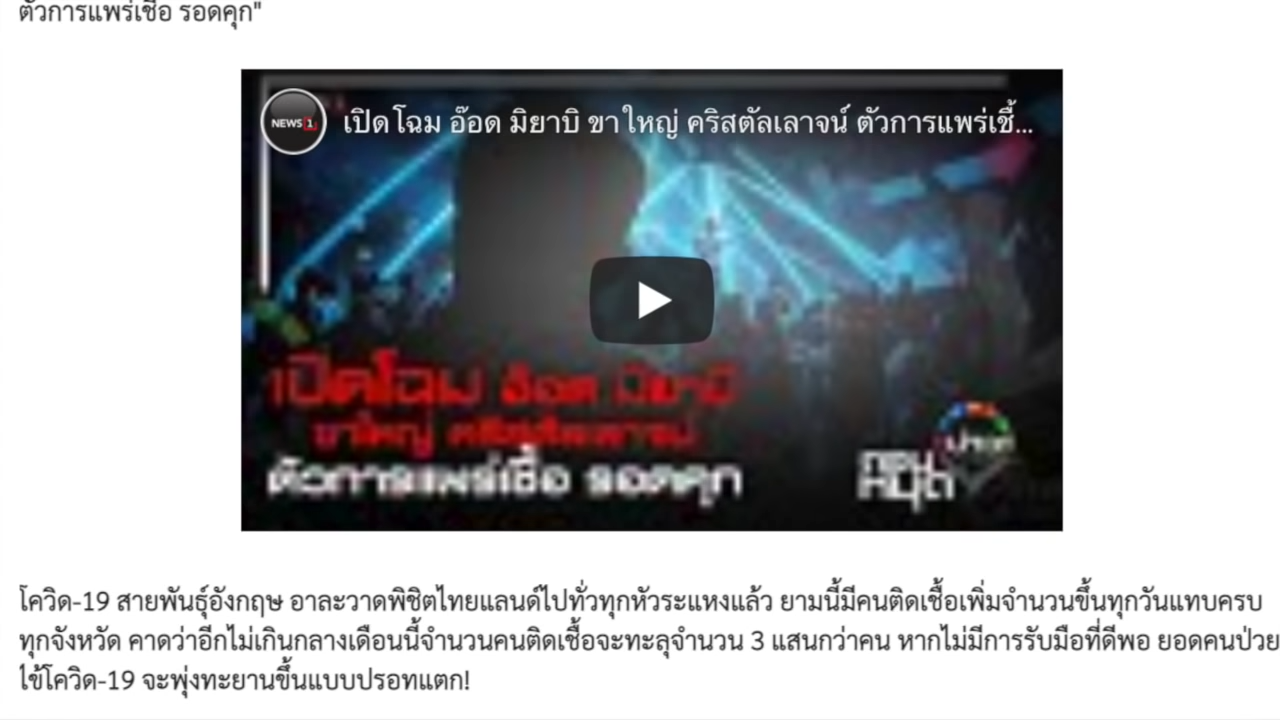 ตัวการแพร่เชื้อ รอดคุก"
NEWS 1
เปิดโฉม อ๊อด มิยาบิ ขาใหญ่ คริสตัลเลาจน์ ตัวการแพร่เชื้...
เปิดโฉม อ๊อด มิยาบิ
ขาใหญ่ คริสตัลเลาจน์
ตัวการแพร่เชื้อ รอดคุก
โควิด-19 สายพันธุ์อังกฤษ อาละวาดพิชิตไทยแลนด์ไปทั่วทุกหัวระแหงแล้ว ยามนี้มีคนติดเชื้อเพิ่มจำนวนขึ้นทุกวันแทบครบ
ทุกจังหวัด คาดว่าอีกไม่เกินกลางเดือนนี้จำนวนคนติดเชื้อจะทะลุจำนวน 3 แสนกว่าคน หากไม่มีการรับมือที่ดีพอ ยอดคนป่วย
ไข้โควิด-19 จะพุ่งทะยานขึ้นแบบปรอทแตก!